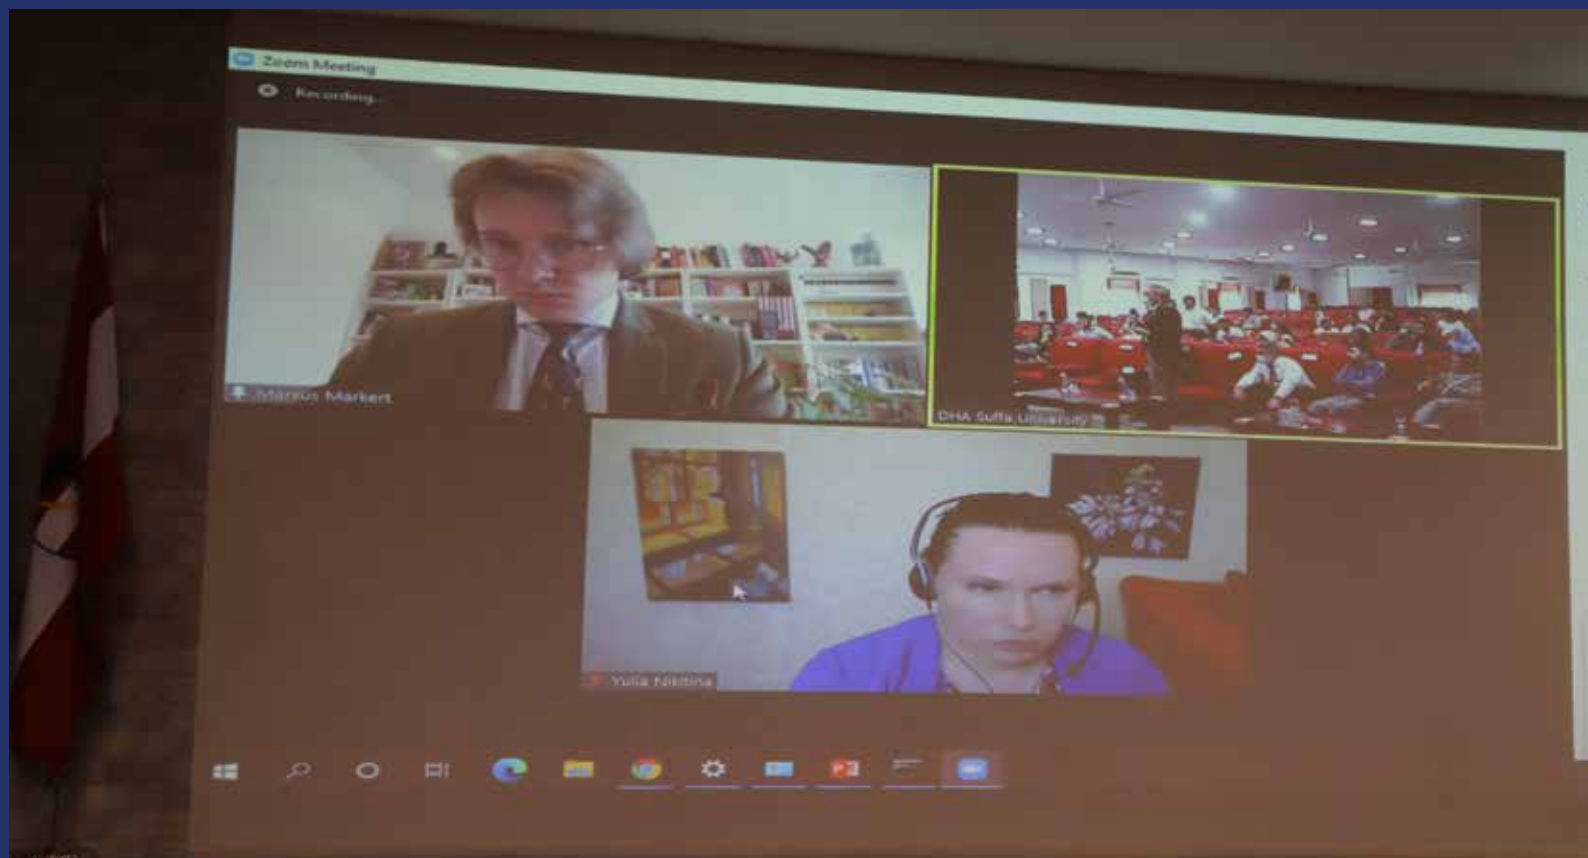 Zoom Meeting
Recording...
Markus Markert
DHA Suffa University
Yulia Nikitina